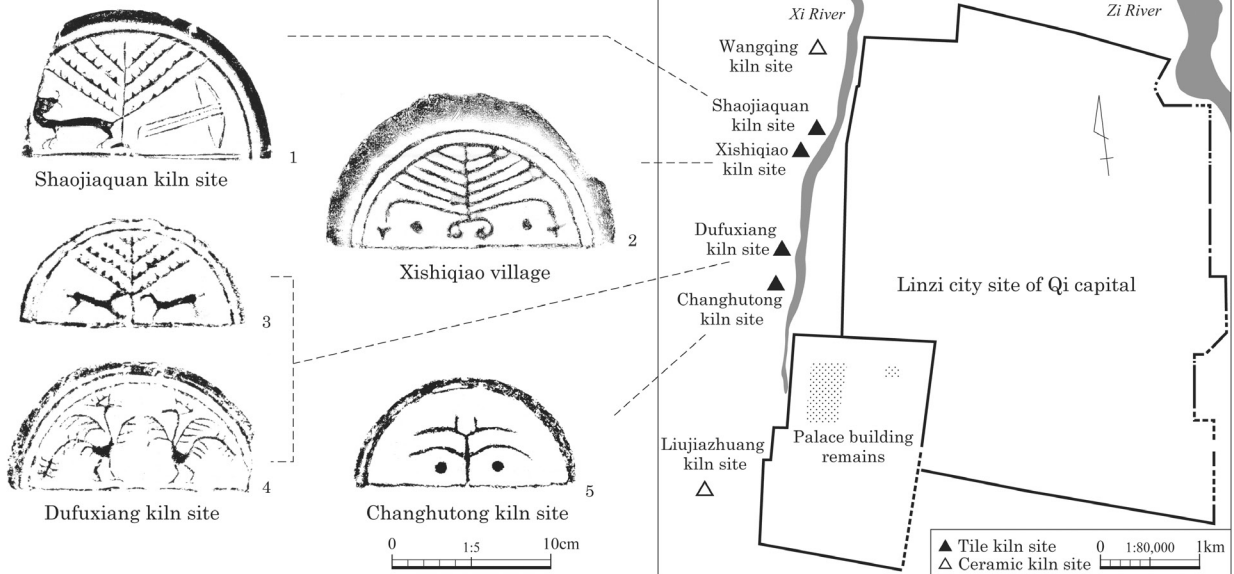 1
Shaojiaquan kiln site
2
Xishiqiao village
3
4
Dufuxiang kiln site
5
Changhutong kiln site
0
1:5
10cm
Xi River
Zi River
Wangqing
kiln site
Shaojiaquan
kiln site
Xishiqiao
kiln site
Dufuxiang
kiln site
Changhutong
kiln site
Linzi city site of Qi capital
Liujiazhuang
kiln site
Palace building
remains
▲ Tile kiln site
△ Ceramic kiln site
0
1:80,000
1km